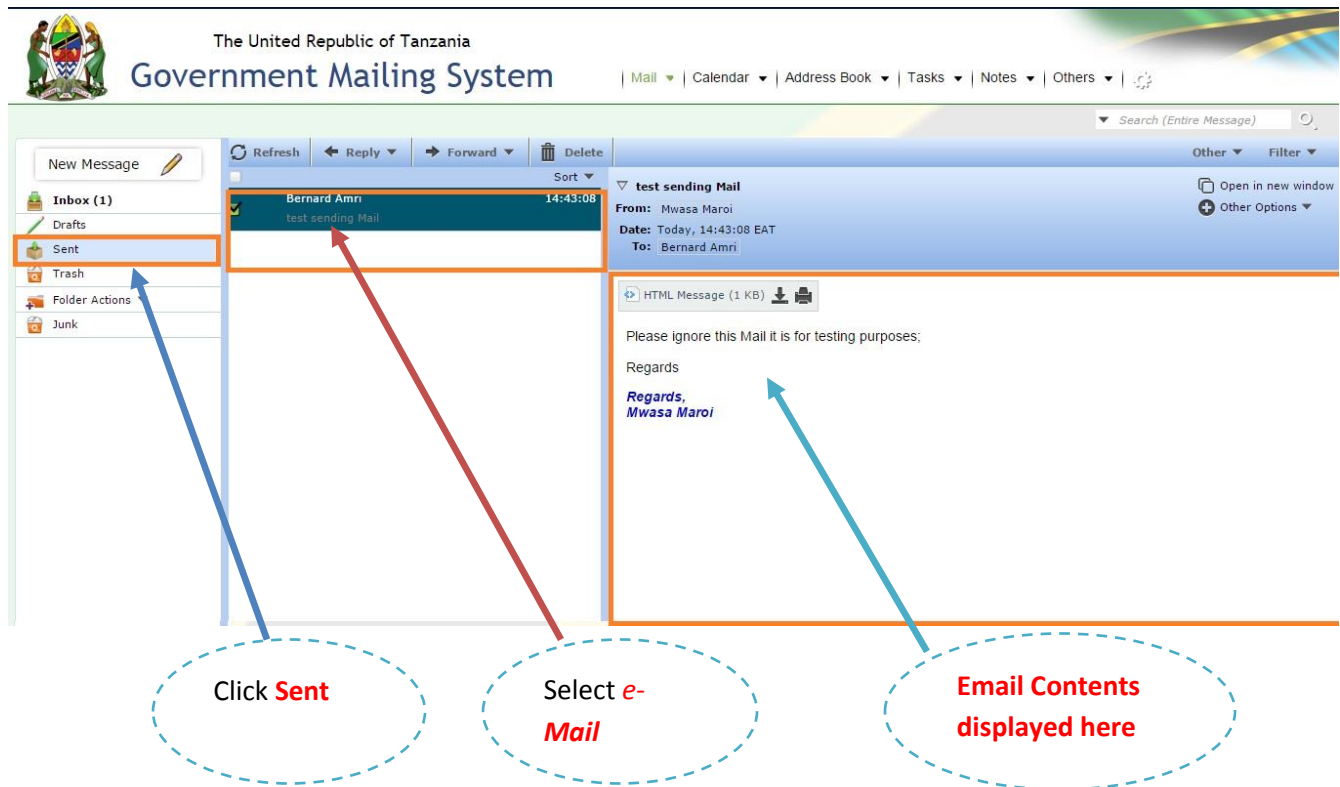 The United Republic of Tanzania
Government Mailing System
| Mail | Calendar | Address Book | Tasks | Notes | Others |
Search (Entire Message)
New Message
Inbox (1)
Drafts
Sent
Trash
Folder Actions
Junk
Refresh Reply Forward Delete
Other Filter
Sort
Bernard Amri 14:43:08
test sending Mail
test sending Mail
From: Mwasa Maroi
Date: Today, 14:43:08 EAT
To: Bernard Amri
Open in new window
Other Options
HTML Message (1 KB)
Please ignore this Mail it is for testing purposes;
Regards
Regards,
Mwasa Maroi
Click Sent
Select e-
Mail
Email Contents
displayed here